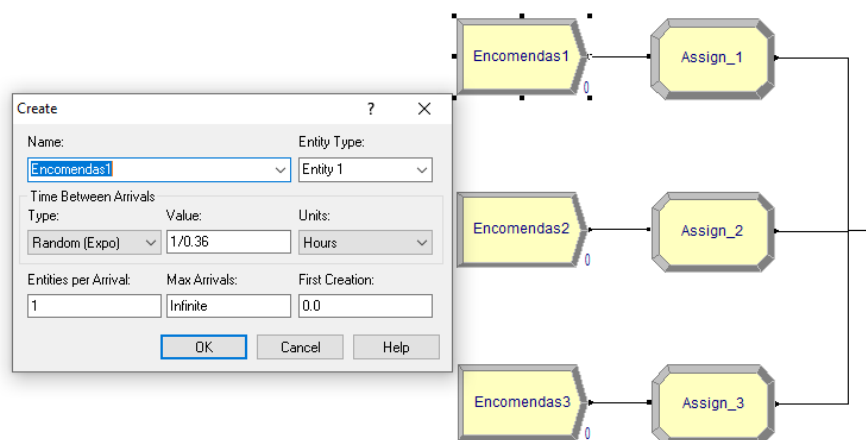 Encomendas1
Assign_1
0
Create
?
Name:
Entity Type:
Encomendas1
Entity 1
Time Between Arrivals
Type:
Value:
Units:
Random (Expo)
1/0.36
Hours
Entities per Arrival:
Max Arrivals:
First Creation:
1
Infinite
0.0
OK
Cancel
Help
Encomendas2
Assign_2
0
Encomendas3
Assign_3
0